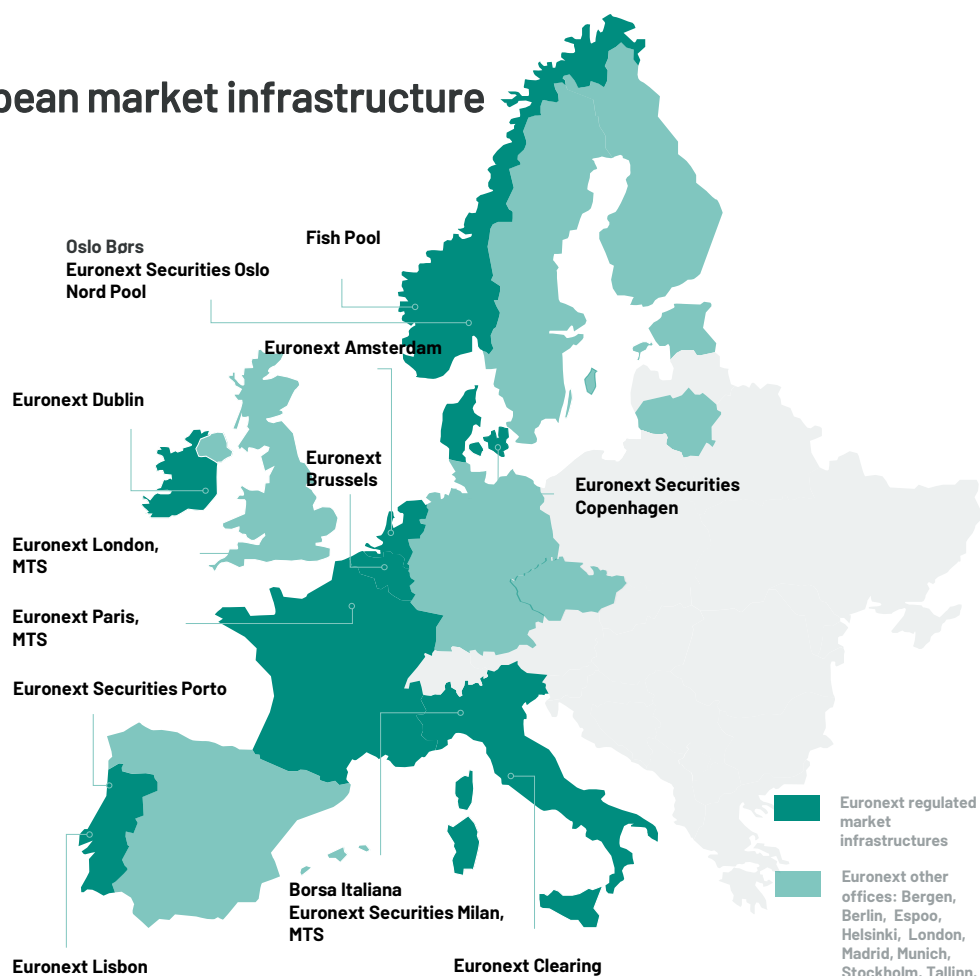 pean market infrastructure
Fish Pool
Oslo Børs
Euronext Securities Oslo
Nord Pool
Euronext Amsterdam
Euronext Dublin
Euronext
Brussels
Euronext Securities
Copenhagen
Euronext London,
MTS
Euronext Paris,
MTS
Euronext Securities Porto
Euronext regulated
market
infrastructures
Euronext other
offices: Bergen,
Berlin, Espoo,
Helsinki, London,
Madrid, Munich,
Stockholm, Tallinn,
Borsa Italiana
Euronext Securities Milan,
MTS
Euronext Lisbon
Euronext Clearing